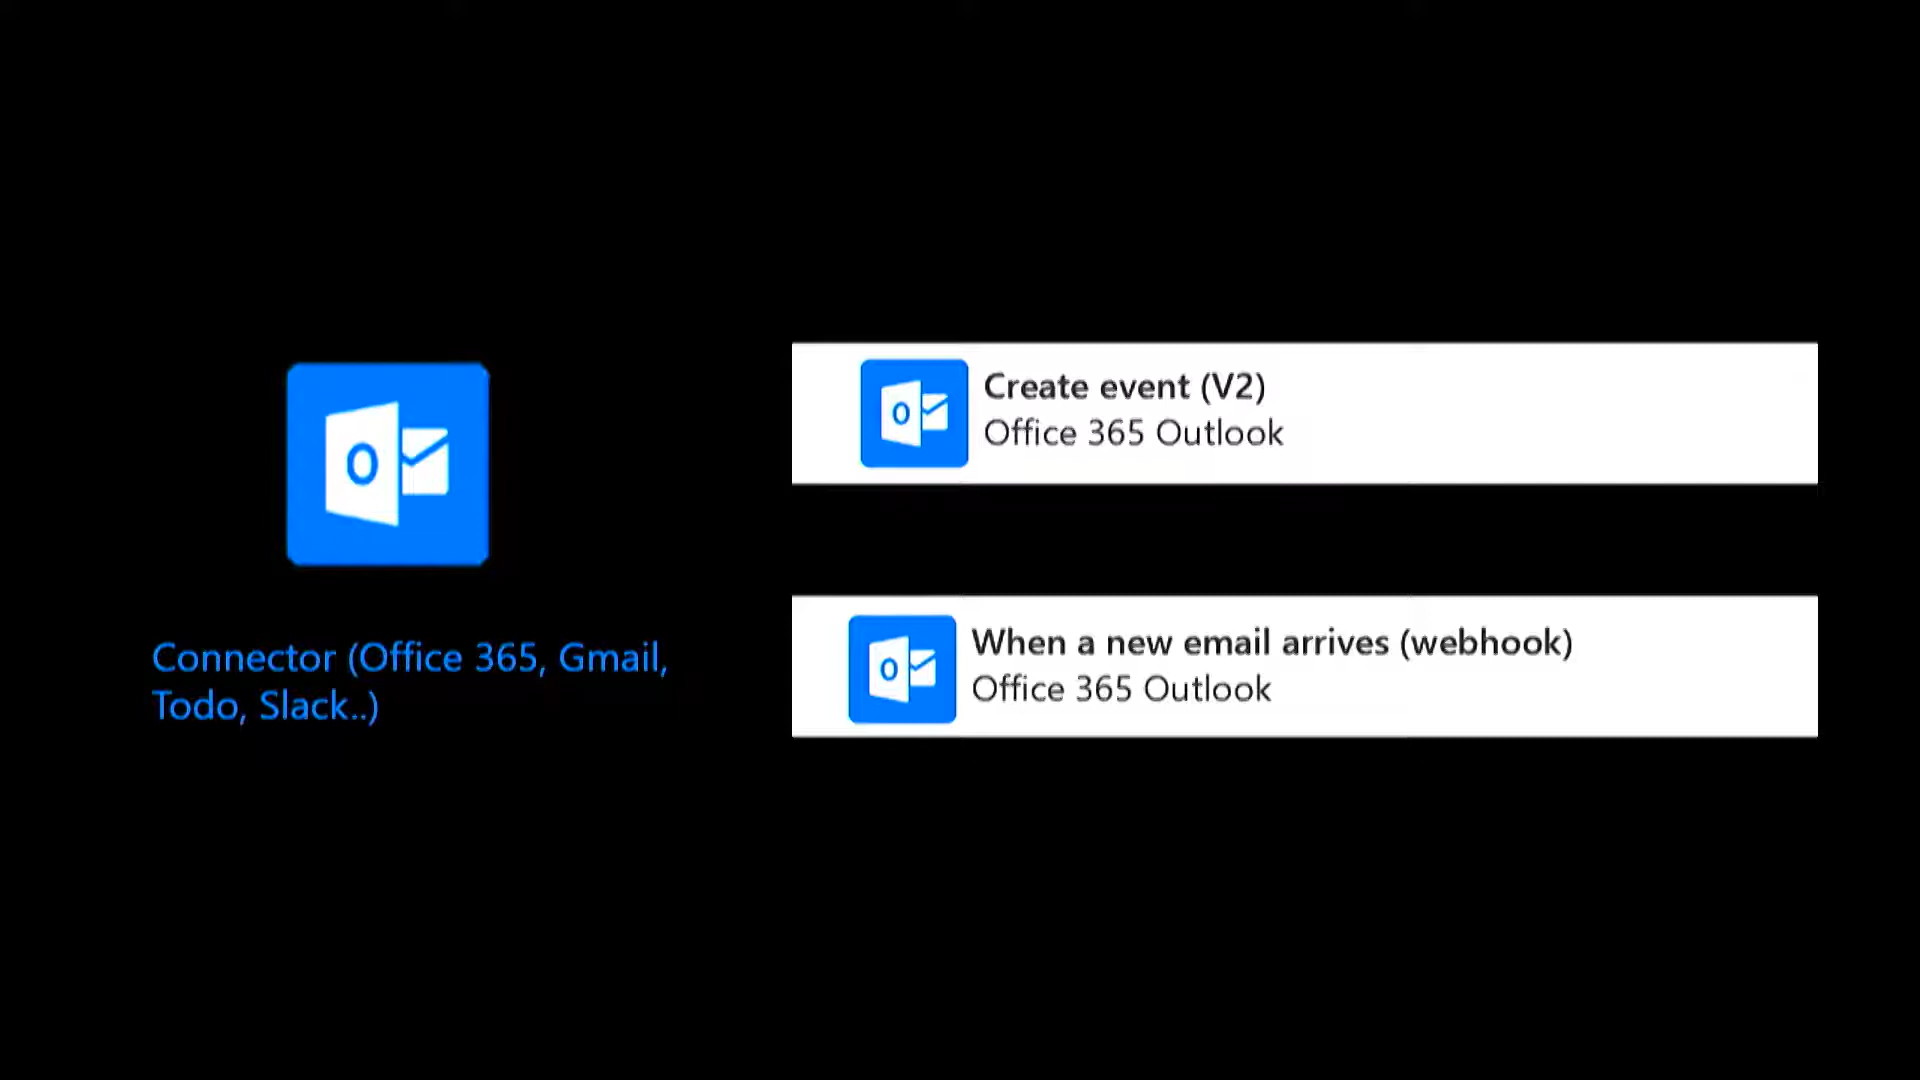 Connector (Office 365, Gmail,
Todo, Slack..)
Create event (V2)
Office 365 Outlook
When a new email arrives (webhook)
Office 365 Outlook